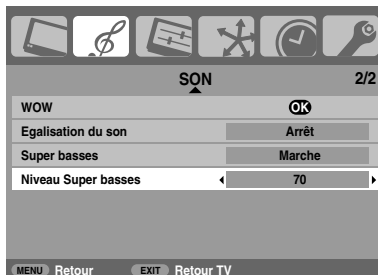 SON 2/2
WOW OK
Egalisation du son Arrêt
Super basses Marche
Niveau Super basses 70
MENU Retour EXIT Retour TV